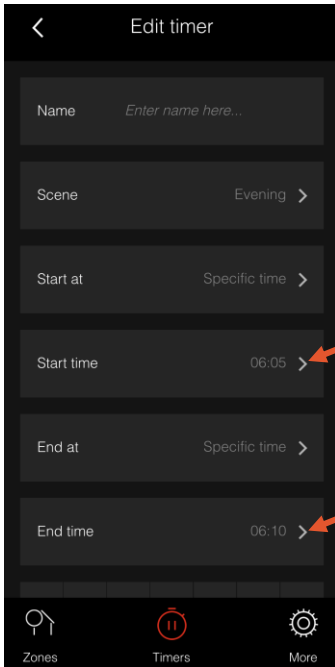 Edit timer
Name Enter name here...
Scene Evening
Start at Specific time
Start time 06:05
End at Specific time
End time 06:10
Zones Timers More